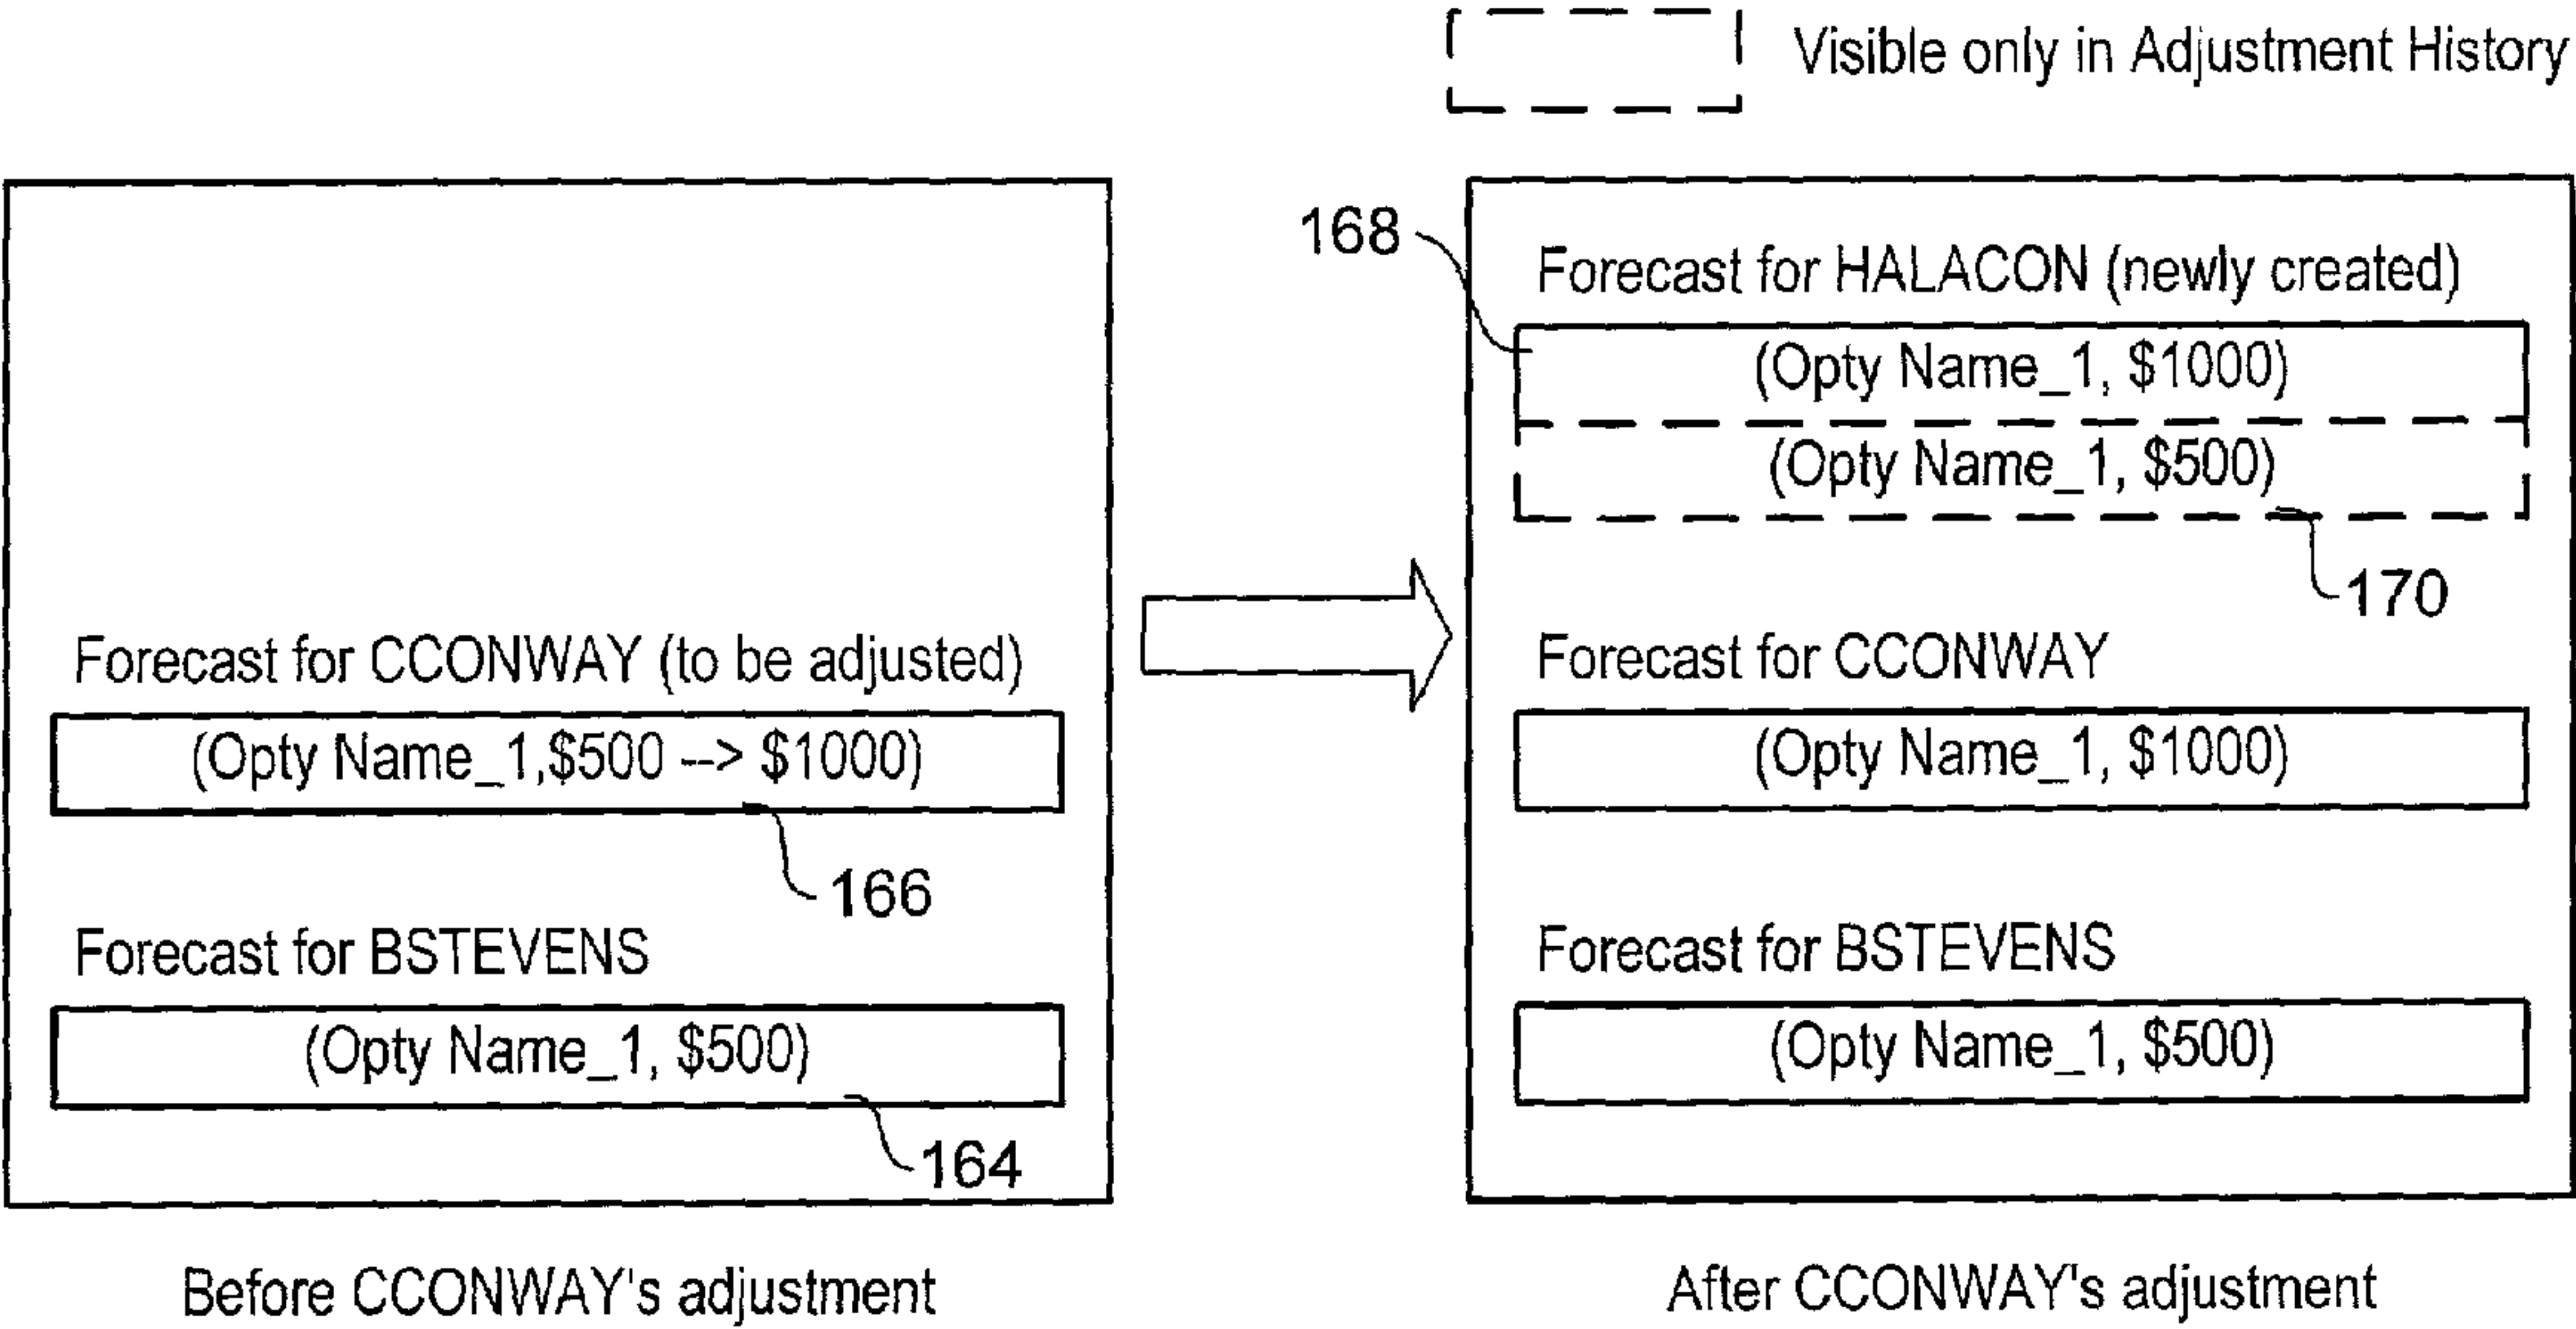 Visible only in Adjustment History
Forecast for CCONWAY (to be adjusted)
(Opty Name_1,$500 --> $1000)
166
Forecast for BSTEVENS
(Opty Name_1, $500)
164
Before CCONWAY's adjustment
168
Forecast for HALACON (newly created)
(Opty Name_1, $1000)
(Opty Name_1, $500)
170
Forecast for CCONWAY
(Opty Name_1, $1000)
Forecast for BSTEVENS
(Opty Name_1, $500)
After CCONWAY's adjustment